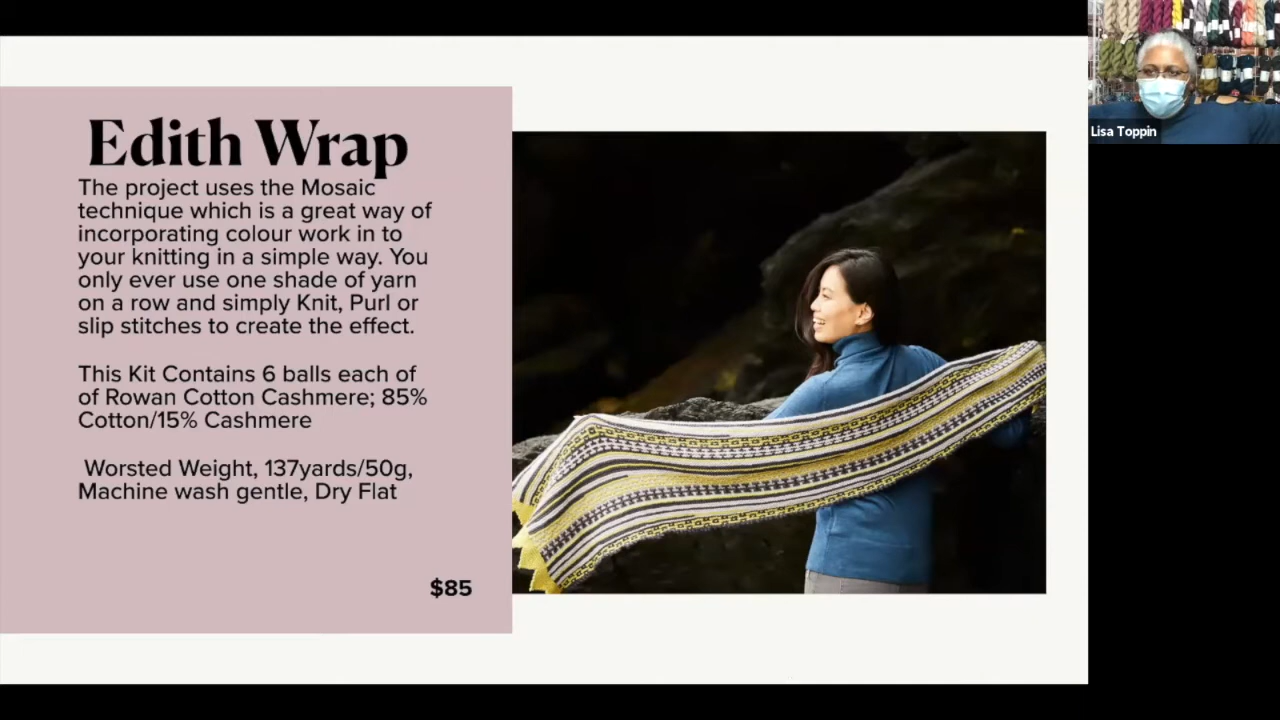 Edith Wrap
The project uses the Mosaic
technique which is a great way of
incorporating colour work in to
your knitting in a simple way. You
only ever use one shade of yarn
on a row and simply Knit, Purl or
slip stitches to create the effect.
This Kit Contains 6 balls each of
of Rowan Cotton Cashmere; 85%
Cotton/15% Cashmere
Worsted Weight, 137yards/50g,
Machine wash gentle, Dry Flat
$85
Lisa Toppin